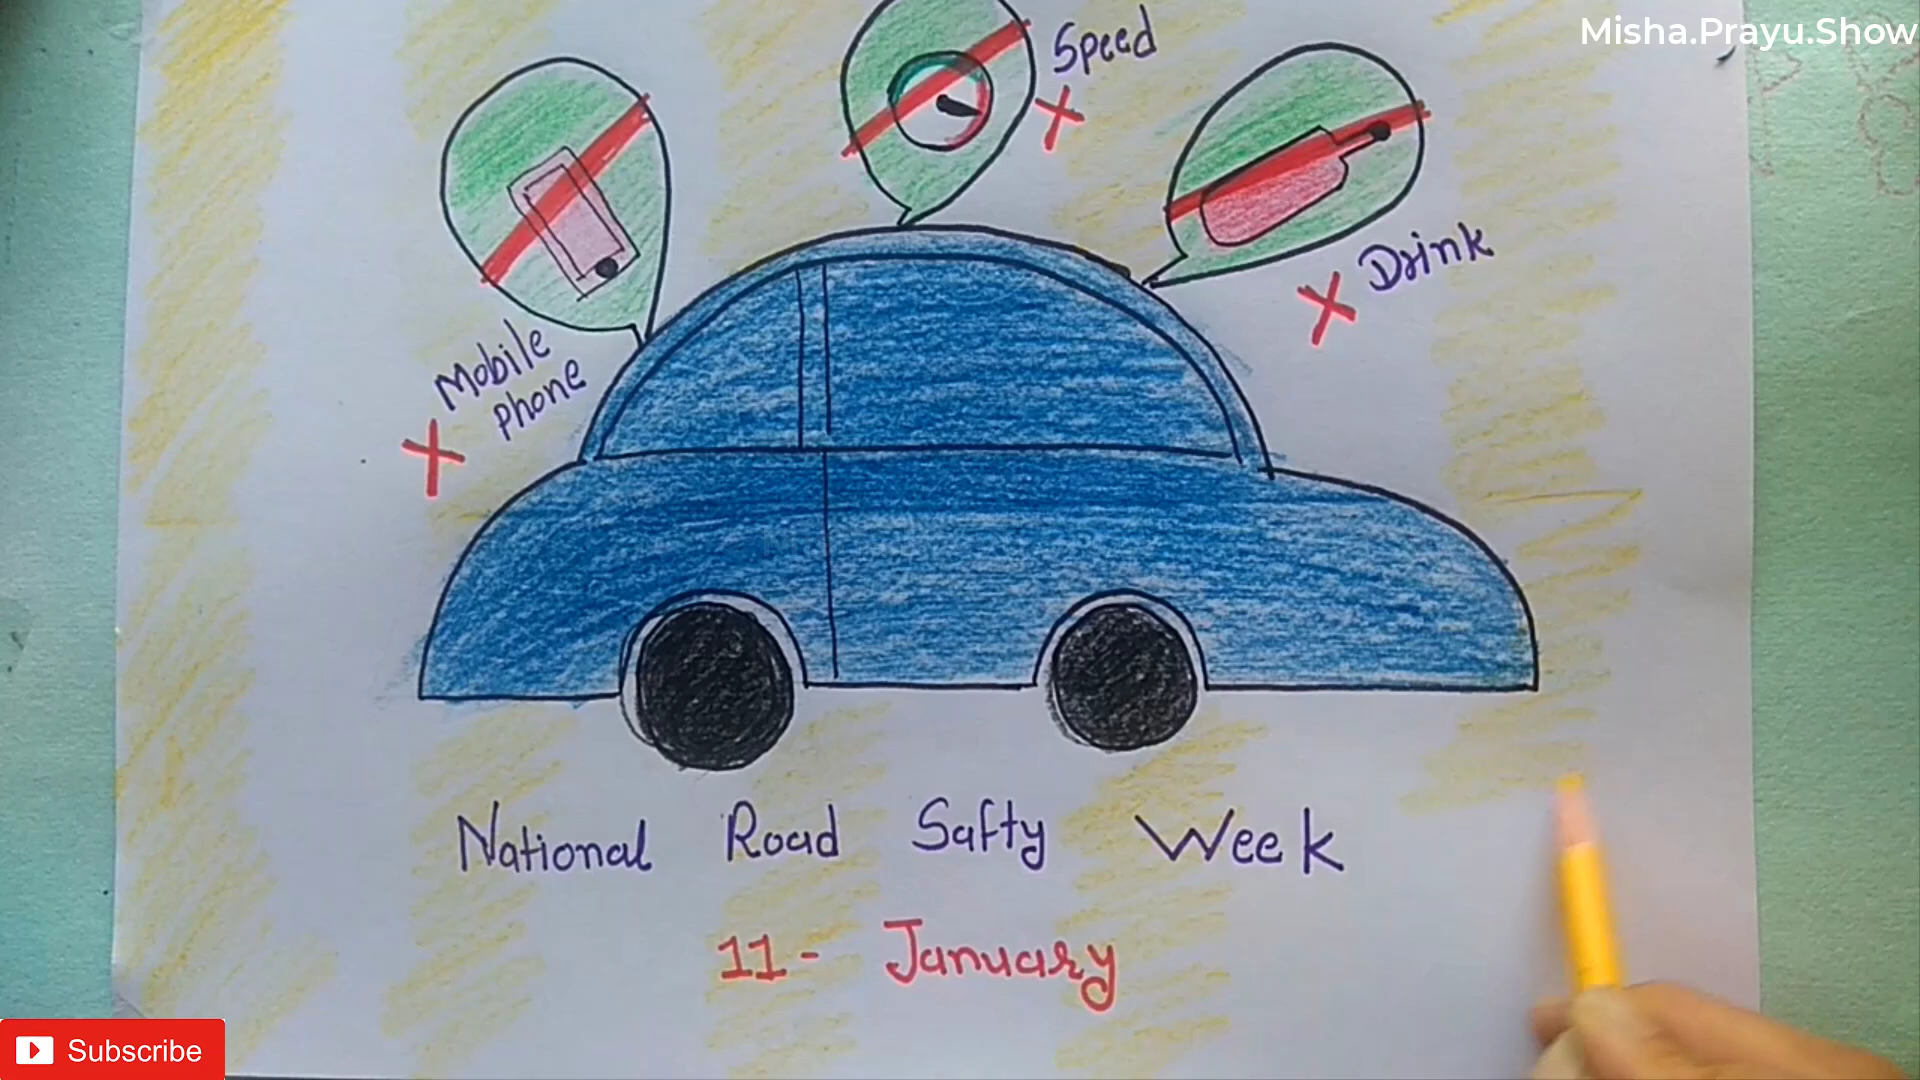 Misha.Prayu.Show
Speed
Drink
Mobile
phone
National Road Safty Week
11- January
Subscribe